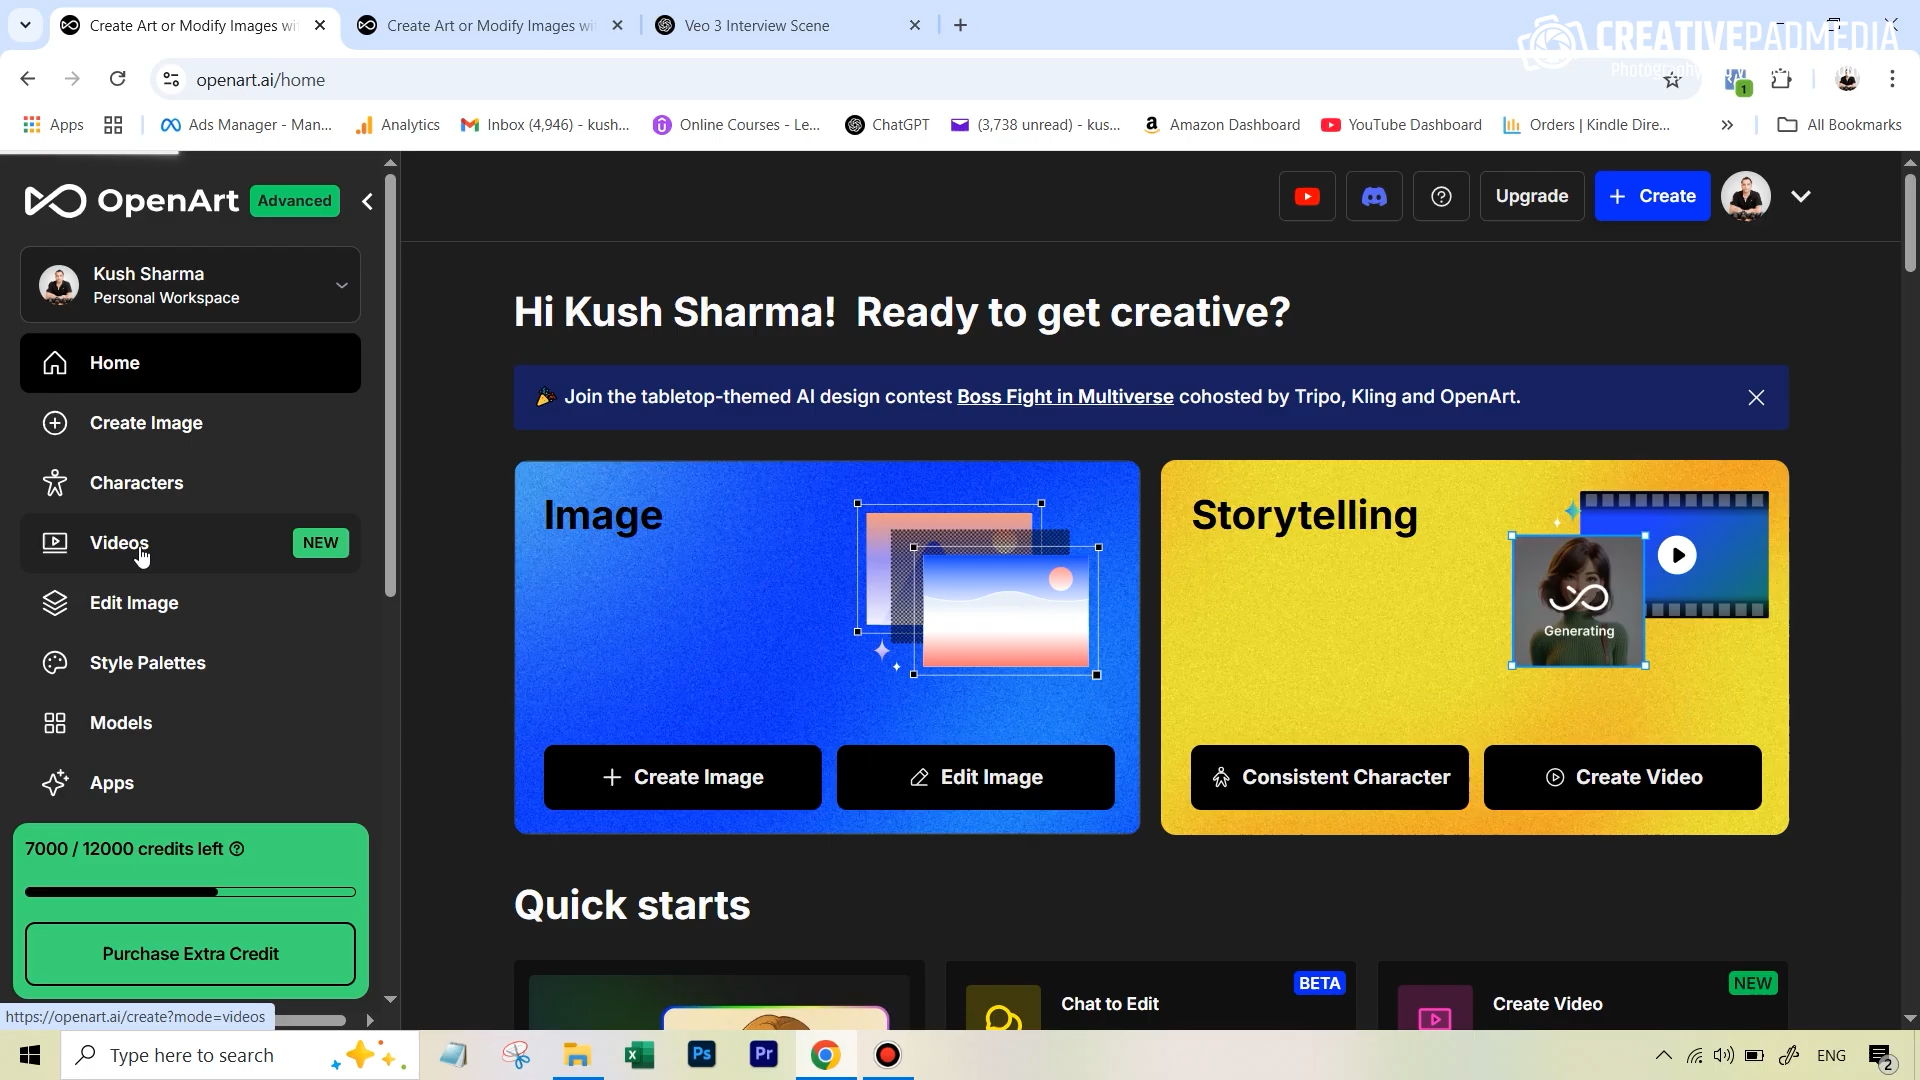 Create Art or Modify Images wi
Create Art or Modify Images wi
Veo 3 Interview Scene
CREATIVEPADMEDIA
openart.ai/home
1
Apps
Ads Manager - Man...
Analytics
Inbox (4,946) - kush...
Online Courses - Le...
ChatGPT
(3,738 unread) - kus...
Amazon Dashboard
YouTube Dashboard
Orders | Kindle Dire...
All Bookmarks
OpenArt
Advanced
Upgrade
+ Create
Kush Sharma
Personal Workspace
Hi Kush Sharma! Ready to get creative?
Home
Join the tabletop-themed AI design contest Boss Fight in Multiverse cohosted by Tripo, Kling and OpenArt.
Create Image
Characters
Videos
NEW
Edit Image
Style Palettes
Models
Apps
Image
+ Create Image
Edit Image
Storytelling
Generating
Consistent Character
Create Video
7000 / 12000 credits left
Purchase Extra Credit
Quick starts
Chat to Edit
BETA
Create Video
NEW
https://openart.ai/create?mode=videos
Type here to search
Ps
Pr
ENG
2